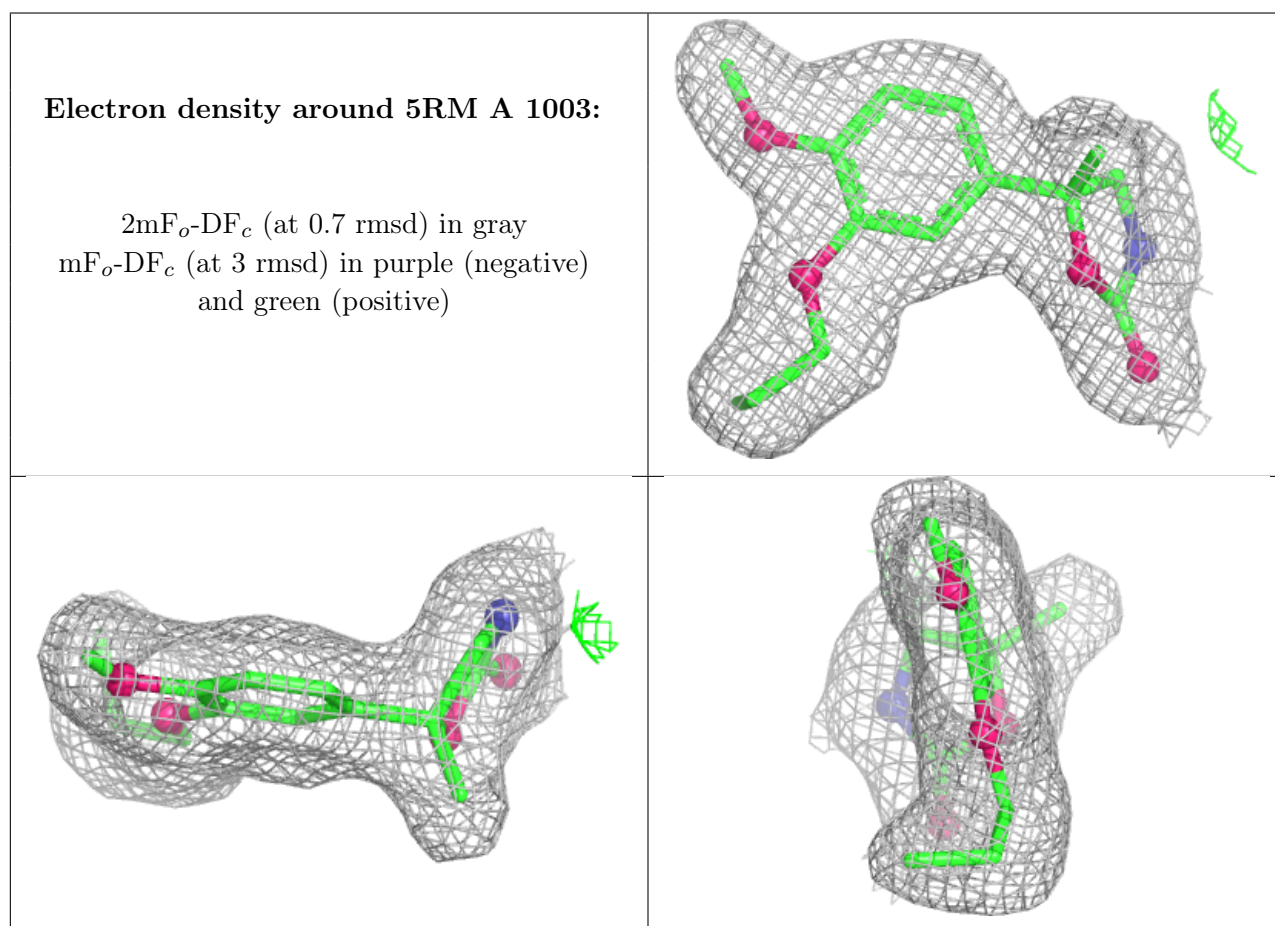 Electron density around 5RM A 1003:
2mFo-DFc (at 0.7 rmsd) in gray
mFo-DFc (at 3 rmsd) in purple (negative)
and green (positive)